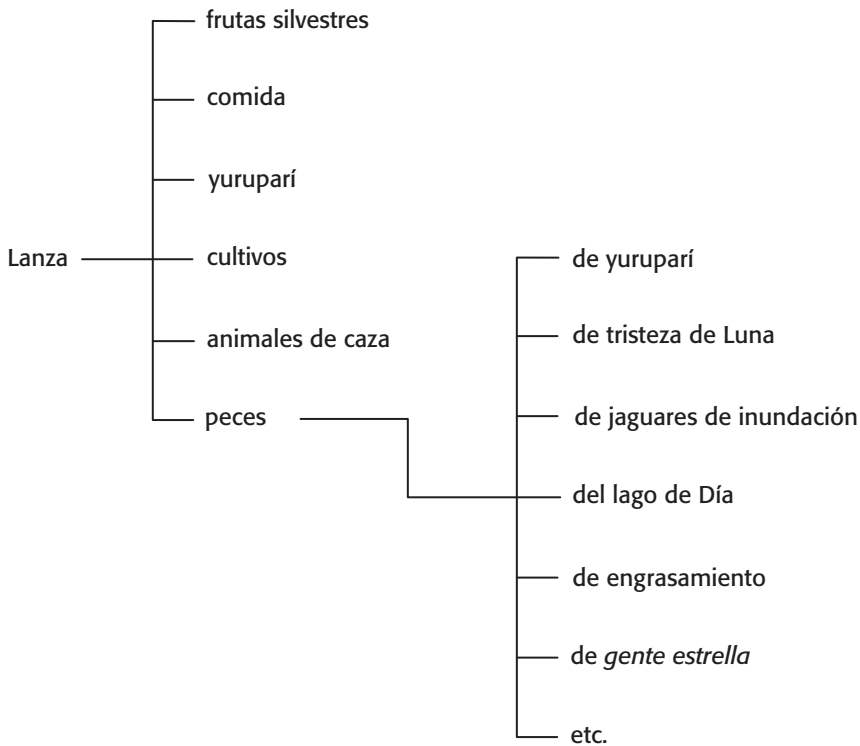 Lanza
frutas silvestres
comida
yuruparí
cultivos
animales de caza
peces
de yuruparí
de tristeza de Luna
de jaguares de inundación
del lago de Día
de engrasamiento
de gente estrella
etc.